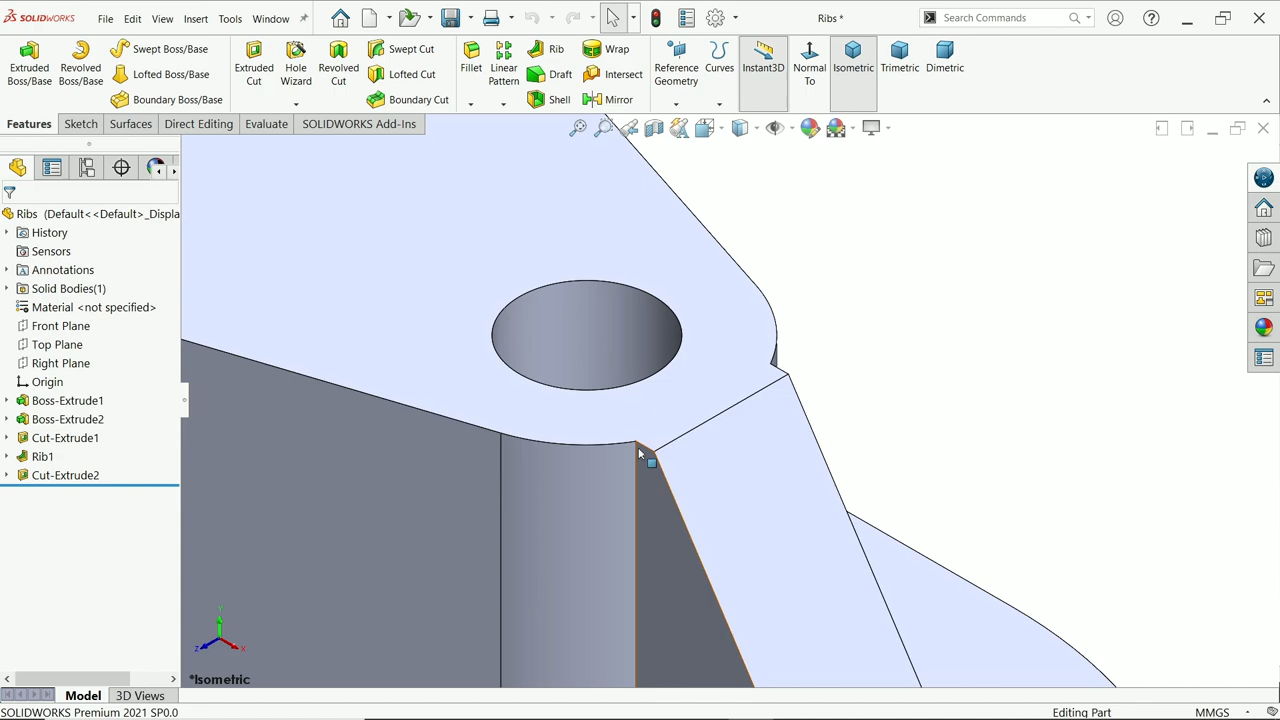 SOLIDWORKS File Edit View Insert Tools Window Ribs * Search Commands
Extruded Boss/Base
Revolved Boss/Base
Swept Boss/Base
Lofted Boss/Base
Boundary Boss/Base
Extruded Cut
Hole Wizard
Revolved Cut
Swept Cut
Lofted Cut
Boundary Cut
Fillet
Linear Pattern
Rib
Draft
Shell
Wrap
Intersect
Mirror
Reference Geometry
Curves
Instant3D
Normal To
Isometric
Trimetric
Dimetric
Features Sketch Surfaces Direct Editing Evaluate SOLIDWORKS Add-Ins
Ribs (Default<<Default>_Displa
History
Sensors
Annotations
Solid Bodies(1)
Material <not specified>
Front Plane
Top Plane
Right Plane
Origin
Boss-Extrude1
Boss-Extrude2
Cut-Extrude1
Rib1
Cut-Extrude2
Y
Z
X
*Isometric
Model 3D Views
SOLIDWORKS Premium 2021 SP0.0 Editing Part MMGS